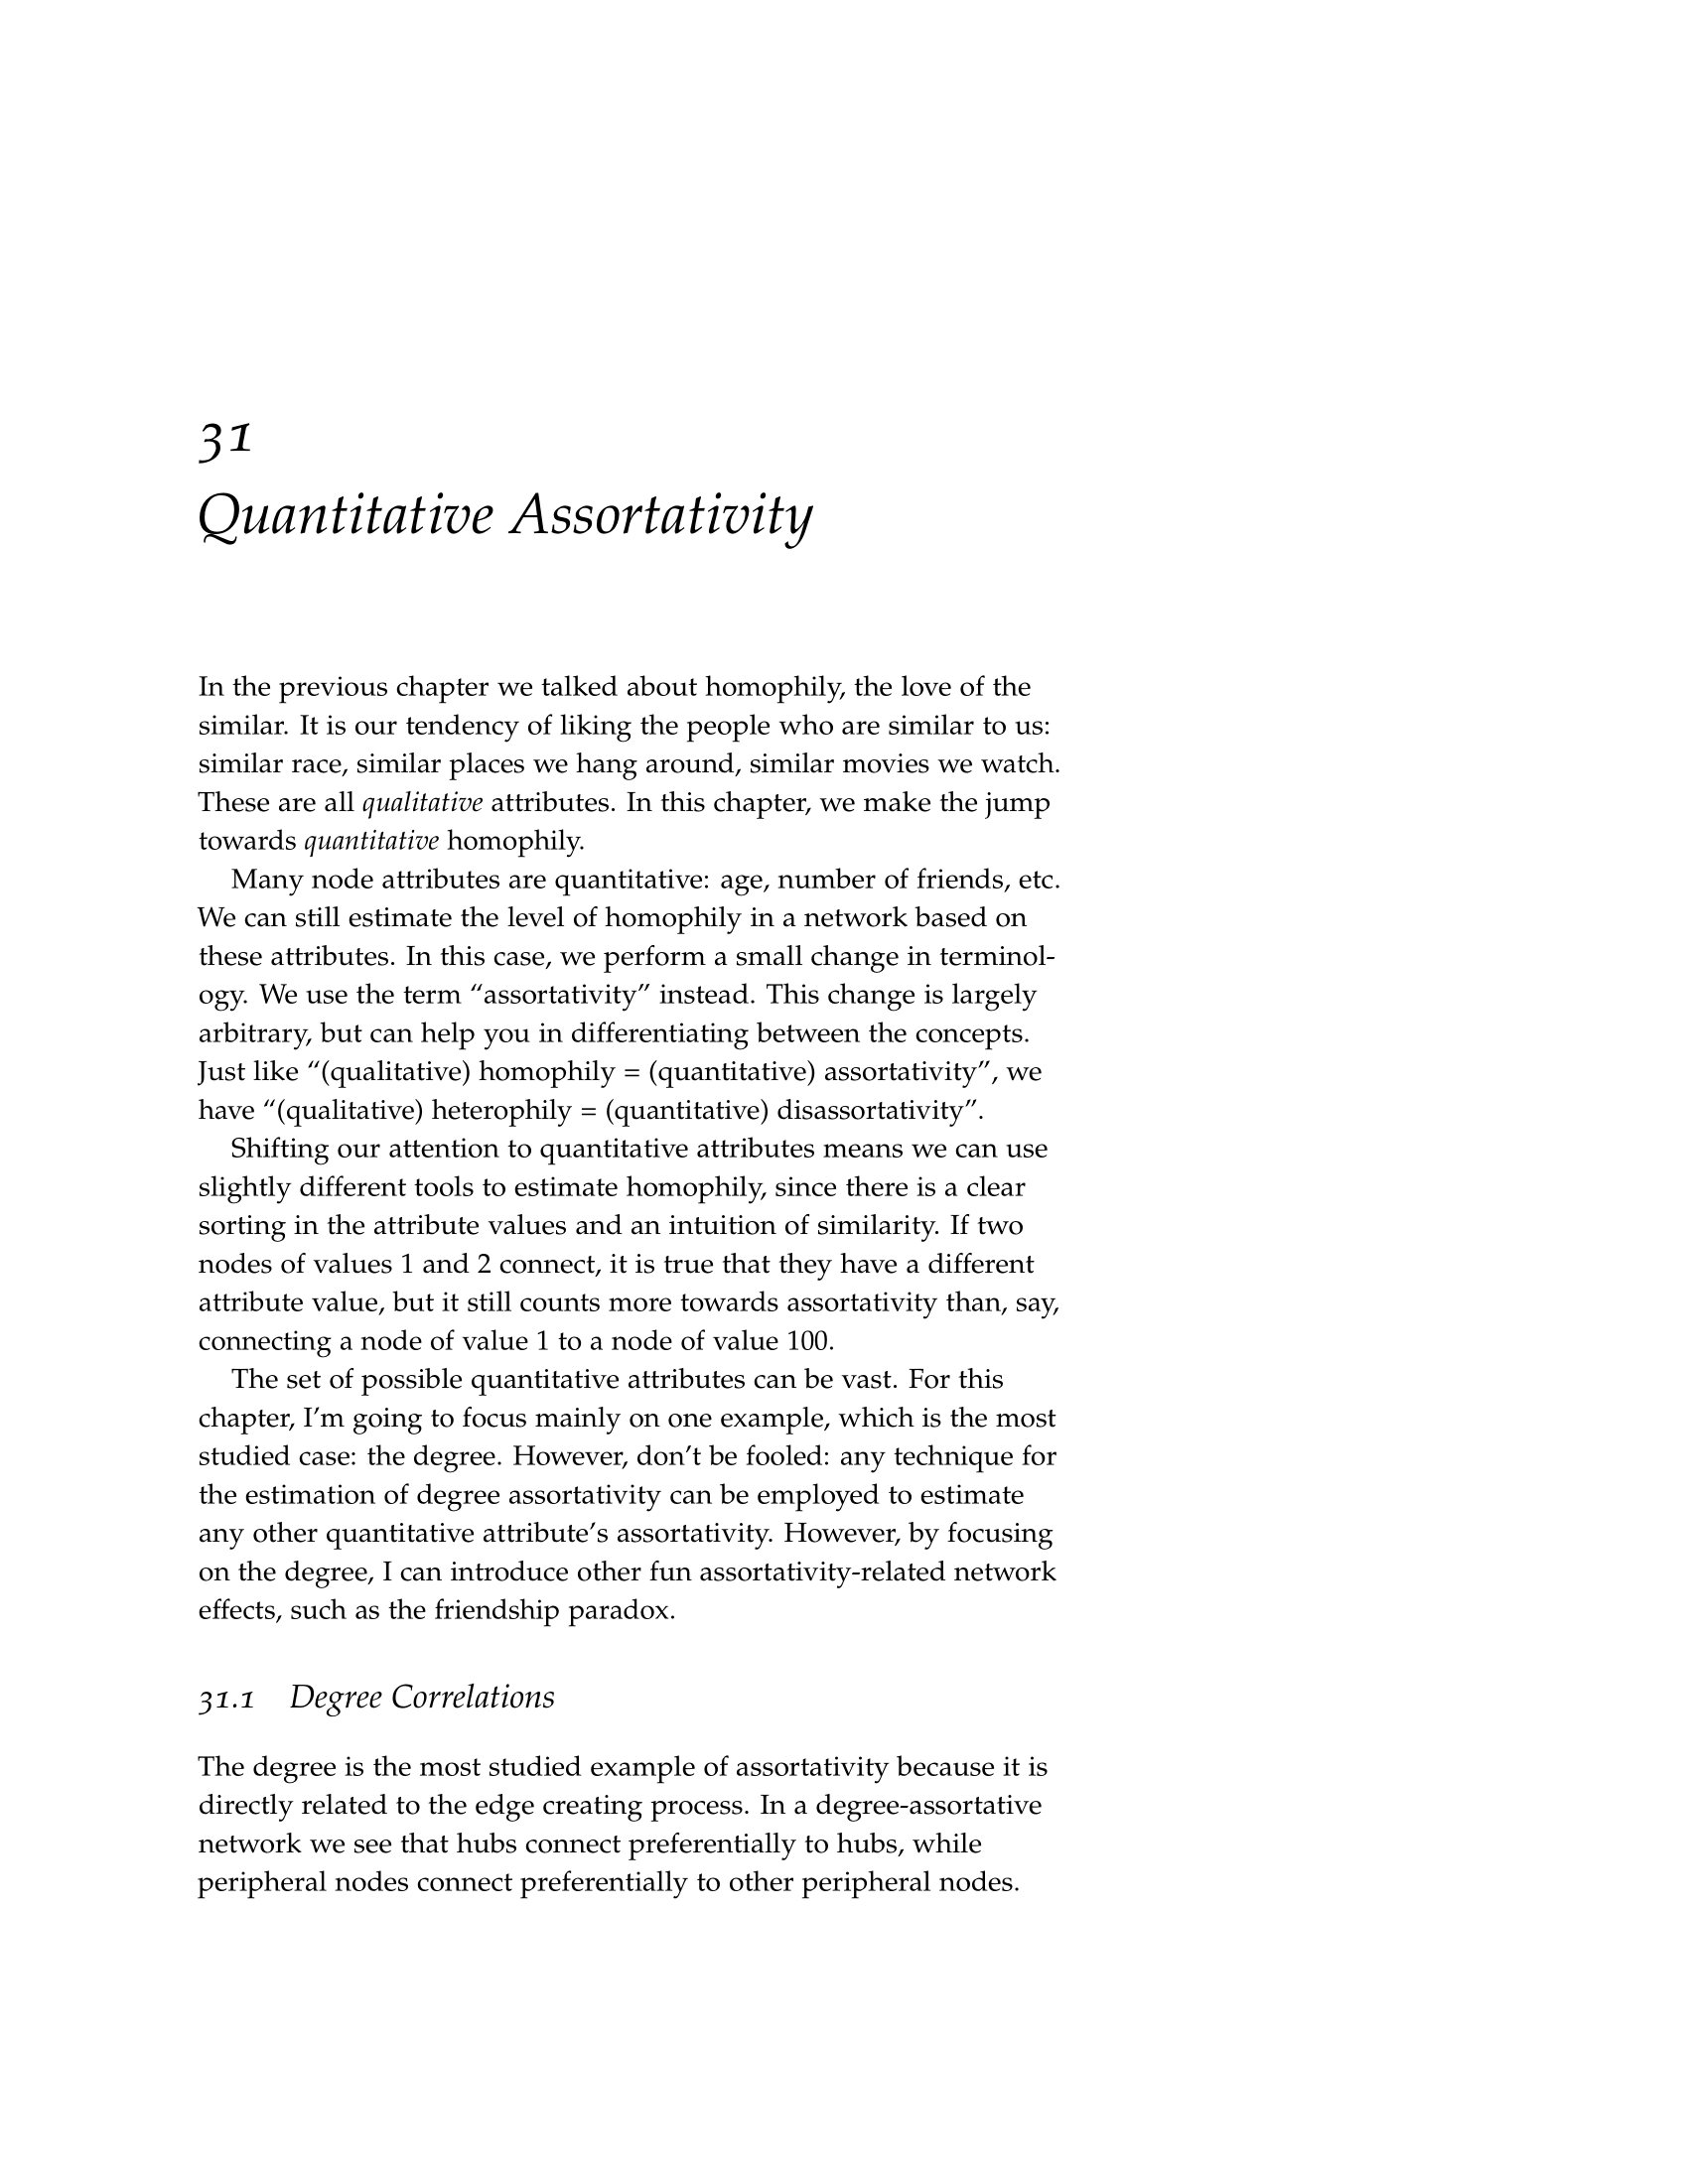 31
Quantitative Assortativity
In the previous chapter we talked about homophily, the love of the
similar. It is our tendency of liking the people who are similar to us:
similar race, similar places we hang around, similar movies we watch.
These are all qualitative attributes. In this chapter, we make the jump
towards quantitative homophily.
Many node attributes are quantitative: age, number of friends, etc.
We can still estimate the level of homophily in a network based on
these attributes. In this case, we perform a small change in terminol-
ogy. We use the term “assortativity” instead. This change is largely
arbitrary, but can help you in differentiating between the concepts.
Just like “(qualitative) homophily = (quantitative) assortativity”, we
have “(qualitative) heterophily = (quantitative) disassortativity”.
Shifting our attention to quantitative attributes means we can use
slightly different tools to estimate homophily, since there is a clear
sorting in the attribute values and an intuition of similarity. If two
nodes of values 1 and 2 connect, it is true that they have a different
attribute value, but it still counts more towards assortativity than, say,
connecting a node of value 1 to a node of value 100.
The set of possible quantitative attributes can be vast. For this
chapter, I’m going to focus mainly on one example, which is the most
studied case: the degree. However, don’t be fooled: any technique for
the estimation of degree assortativity can be employed to estimate
any other quantitative attribute’s assortativity. However, by focusing
on the degree, I can introduce other fun assortativity-related network
effects, such as the friendship paradox.
31.1 Degree Correlations
The degree is the most studied example of assortativity because it is
directly related to the edge creating process. In a degree-assortative
network we see that hubs connect preferentially to hubs, while
peripheral nodes connect preferentially to other peripheral nodes.